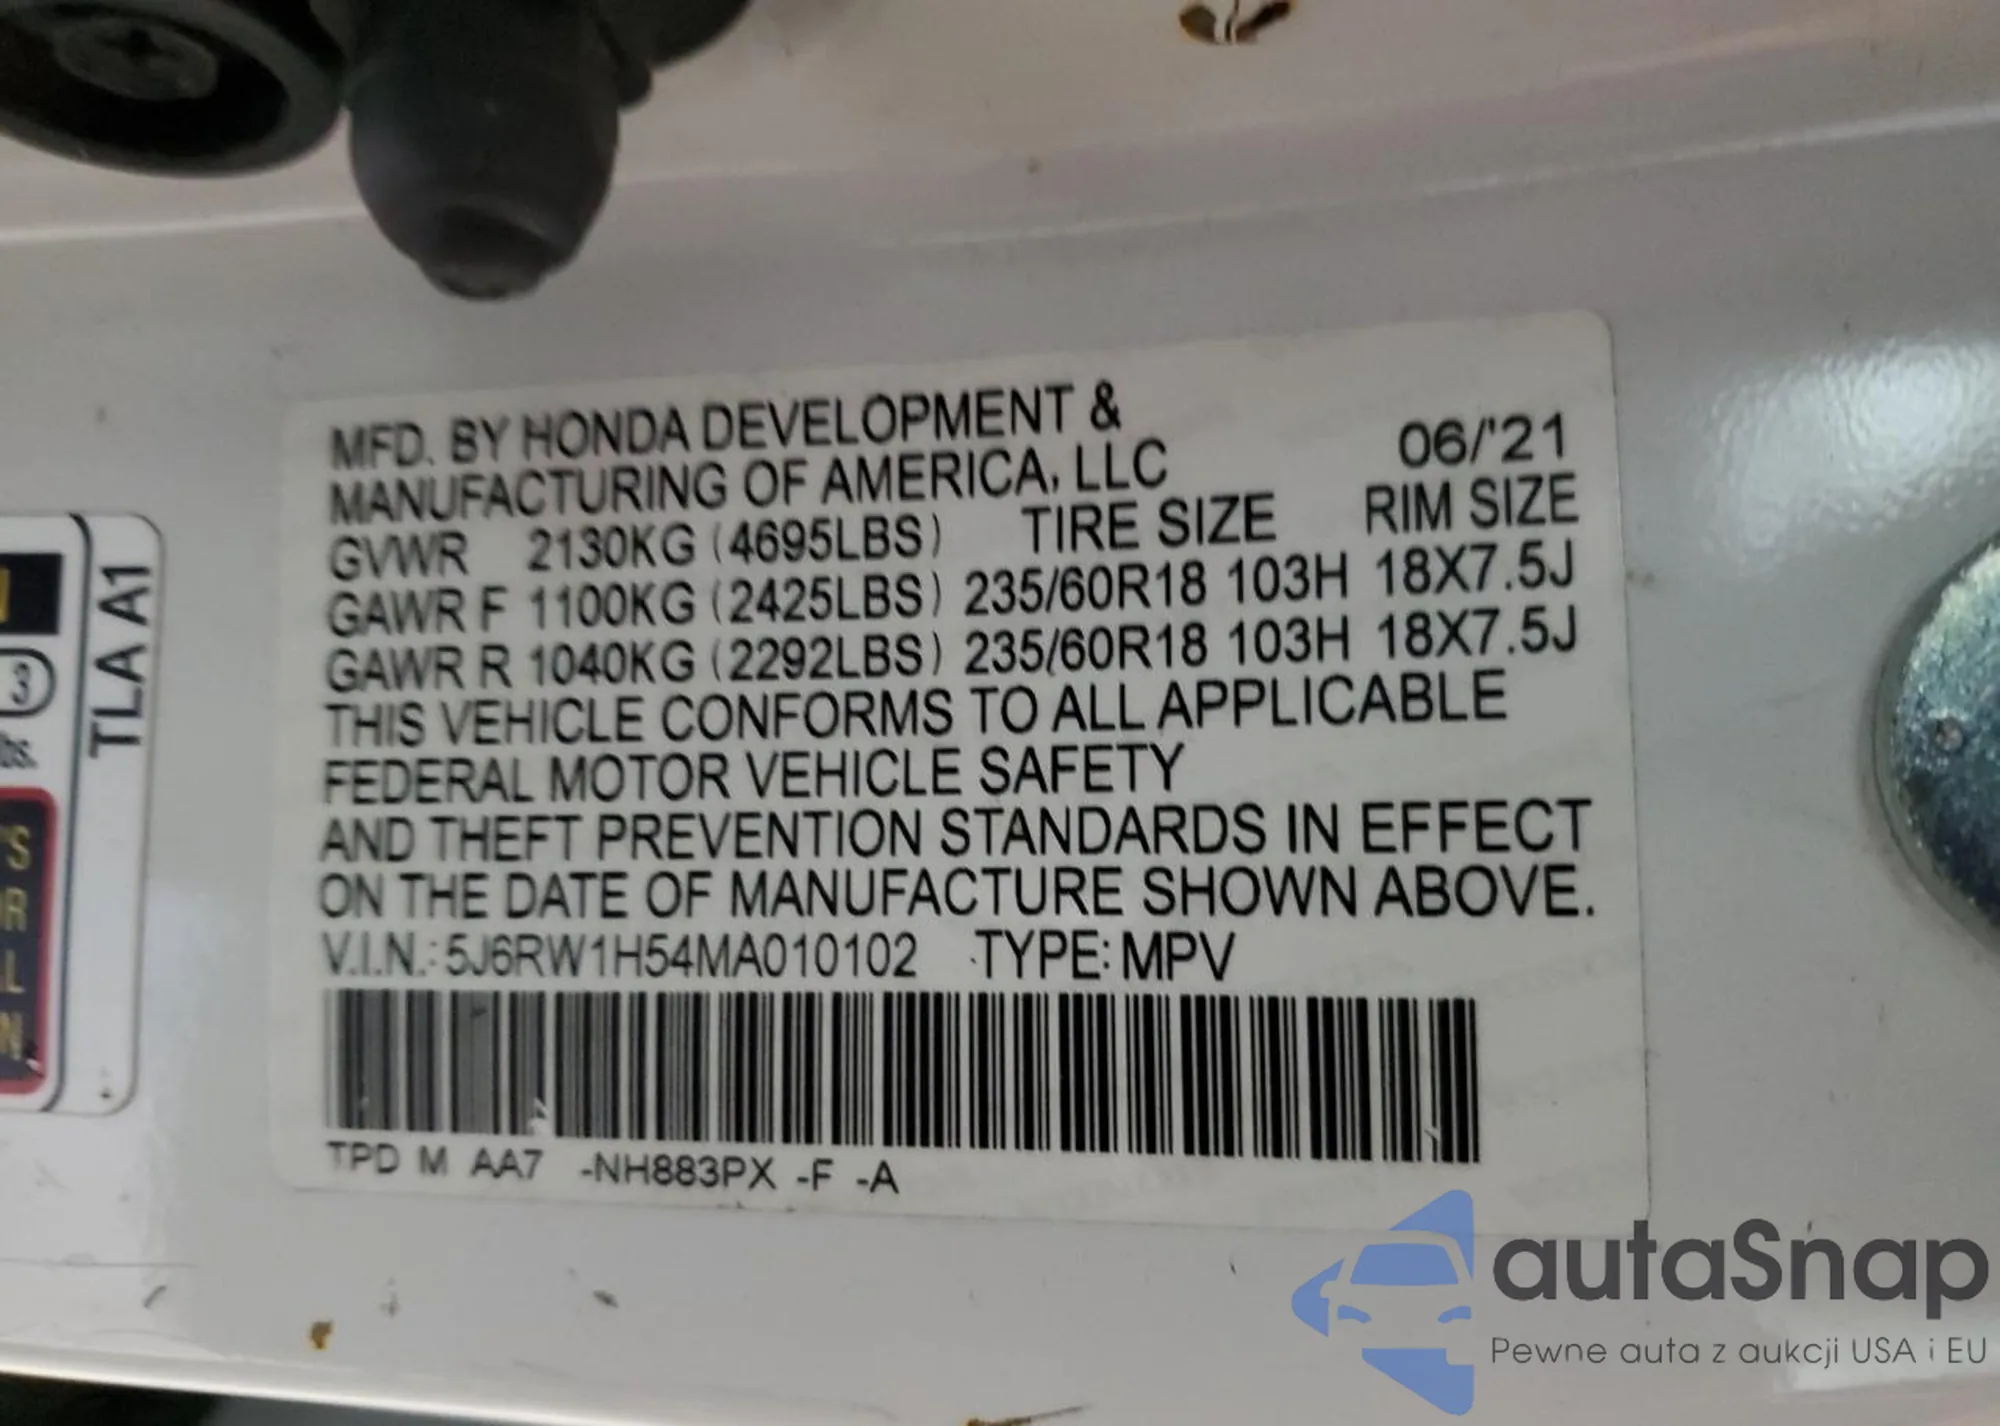 MFD. BY HONDA DEVELOPMENT &
MANUFACTURING OF AMERICA, LLC 06/'21
GVWR 2130KG (4695LBS) TIRE SIZE RIM SIZE
GAWR F 1100KG (2425LBS) 235/60R18 103H 18X7.5J
GAWR R 1040KG (2292LBS) 235/60R18 103H 18X7.5J
THIS VEHICLE CONFORMS TO ALL APPLICABLE
FEDERAL MOTOR VEHICLE SAFETY
AND THEFT PREVENTION STANDARDS IN EFFECT
ON THE DATE OF MANUFACTURE SHOWN ABOVE.
V.I.N.: 5J6RW1H54MA010102 TYPE: MPV
TPD M AA7 -NH883PX -F -A
TLA A1
3
lbs.
autaSnap
Pewne auta z aukcji USA i EU